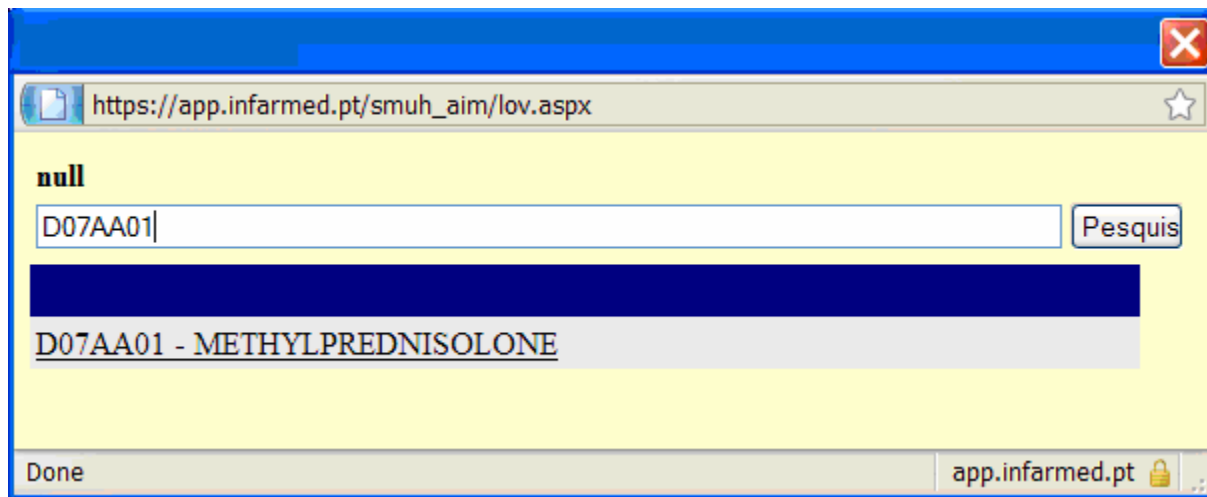 https://app.infarmed.pt/smuh_aim/lov.aspx
null
D07AA01 Pesquis
D07AA01 - METHYLPREDNISOLONE
Done app.infarmed.pt